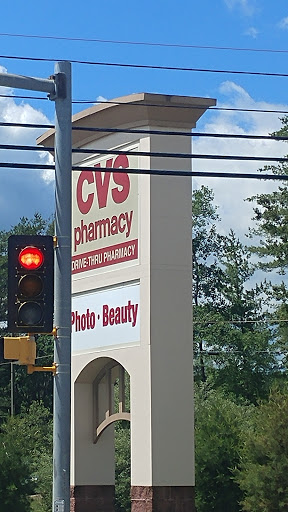 CVS
pharmacy
DRIVE-THRU PHARMACY
Photo · Beauty